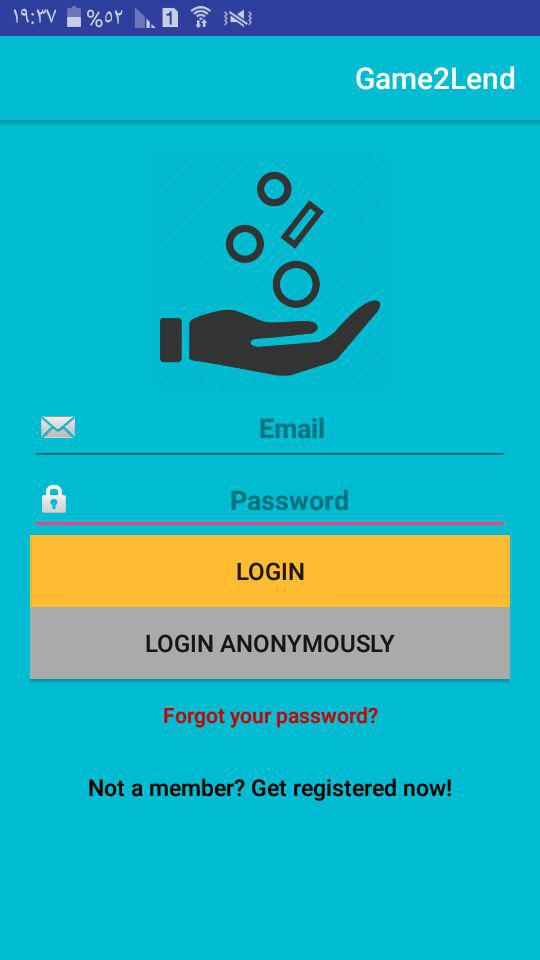 ١٩:٣٧ %٥٢ 1
Game2Lend
Email
Password
LOGIN
LOGIN ANONYMOUSLY
Forgot your password?
Not a member? Get registered now!